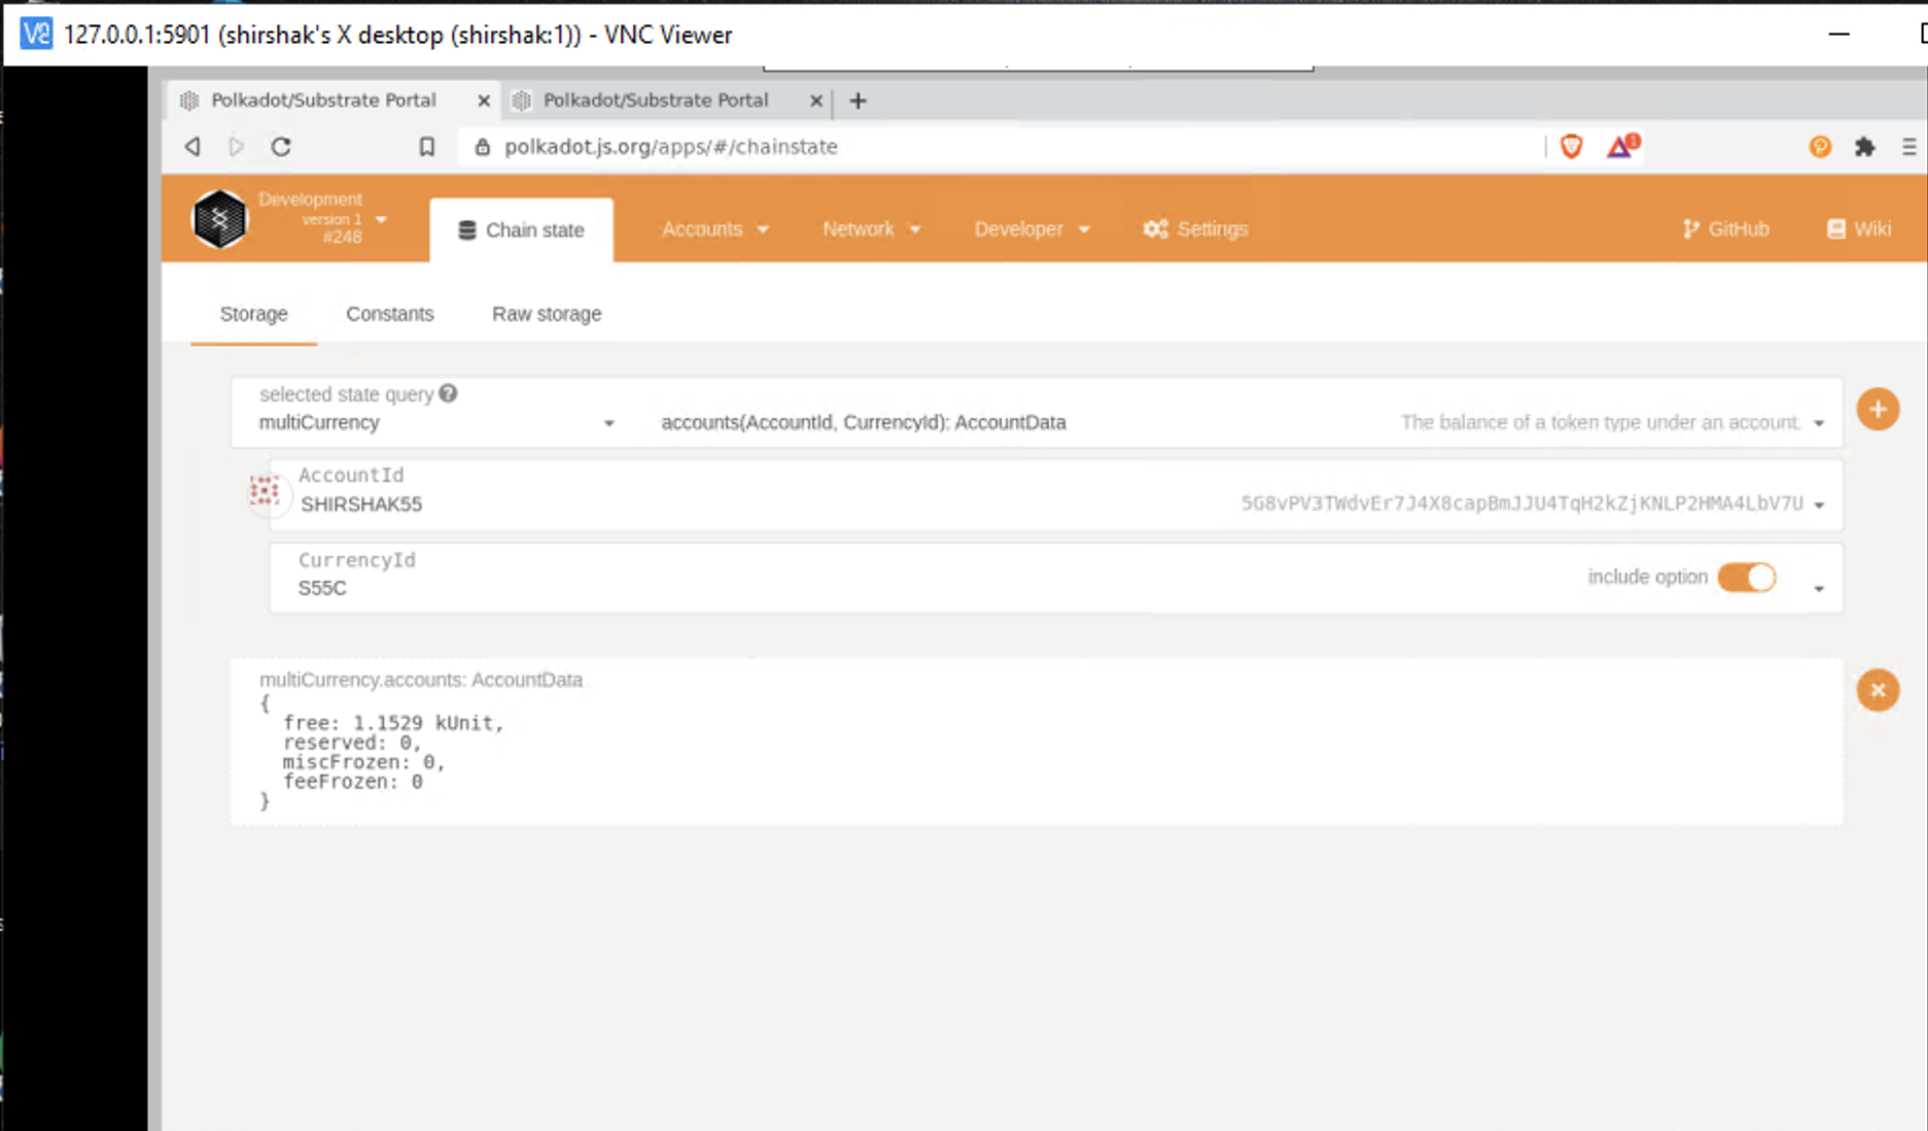 127.0.0.1:5901 (shirshak's X desktop (shirshak:1)) - VNC Viewer
Polkadot/Substrate Portal
Polkadot/Substrate Portal
polkadot.js.org/apps/#/chainstate
1
Development
version 1
#248
Chain state
Accounts
Network
Developer
Settings
GitHub
Wiki
Storage
Constants
Raw storage
selected state query
multiCurrency
accounts(AccountId, CurrencyId): AccountData
The balance of a token type under an account.
AccountId
SHIRSHAK55
5G8vPV3TWdvEr7J4X8capBmJJU4TqH2kZjKNLP2HMA4LbV7U
CurrencyId
S55C
include option
multiCurrency.accounts: AccountData
{
free: 1.1529 kUnit,
reserved: 0,
miscFrozen: 0,
feeFrozen: 0
}